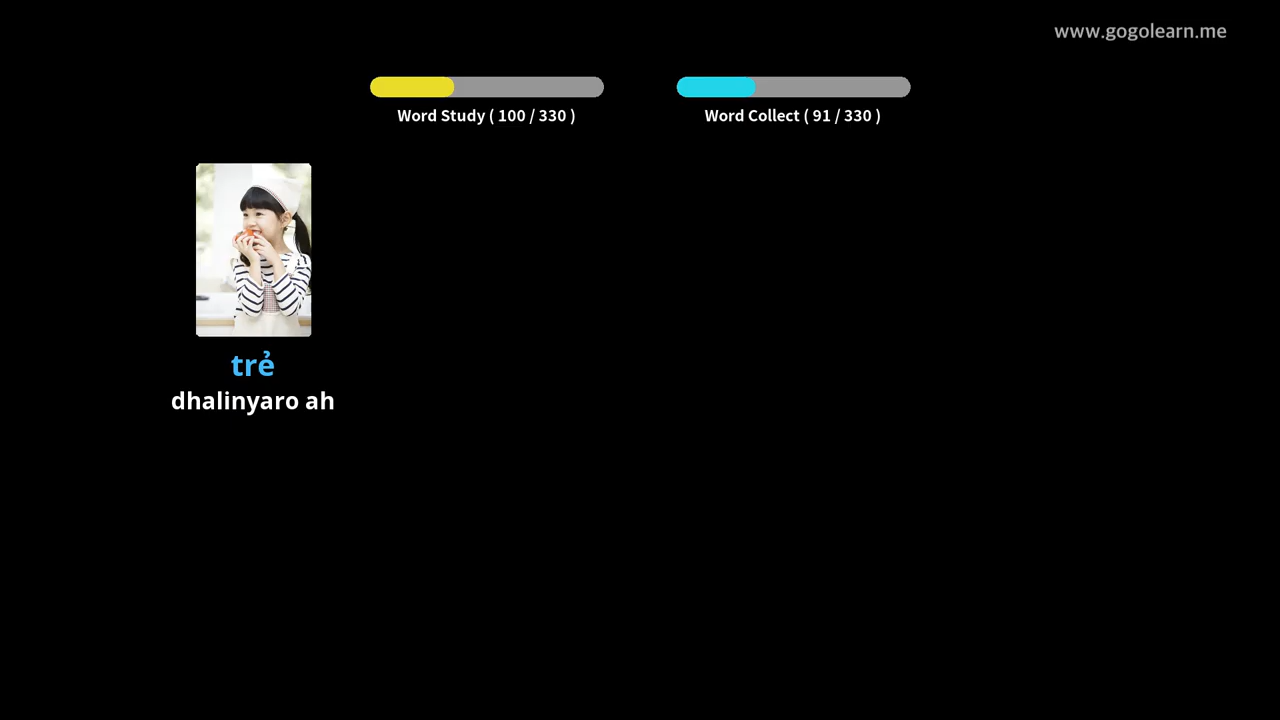 www.gogolearn.me
Word Study ( 100 / 330 )
Word Collect ( 91 / 330 )
trẻ
dhalinyaro ah